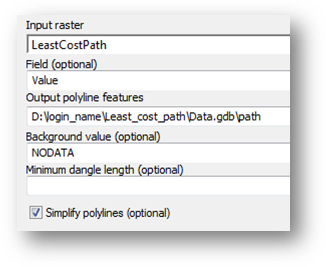 Input raster
LeastCostPath
Field (optional)
Value
Output polyline features
D:\login_name\Least_cost_path\Data.gdb\path
Background value (optional)
NODATA
Minimum dangle length (optional)
Simplify polylines (optional)